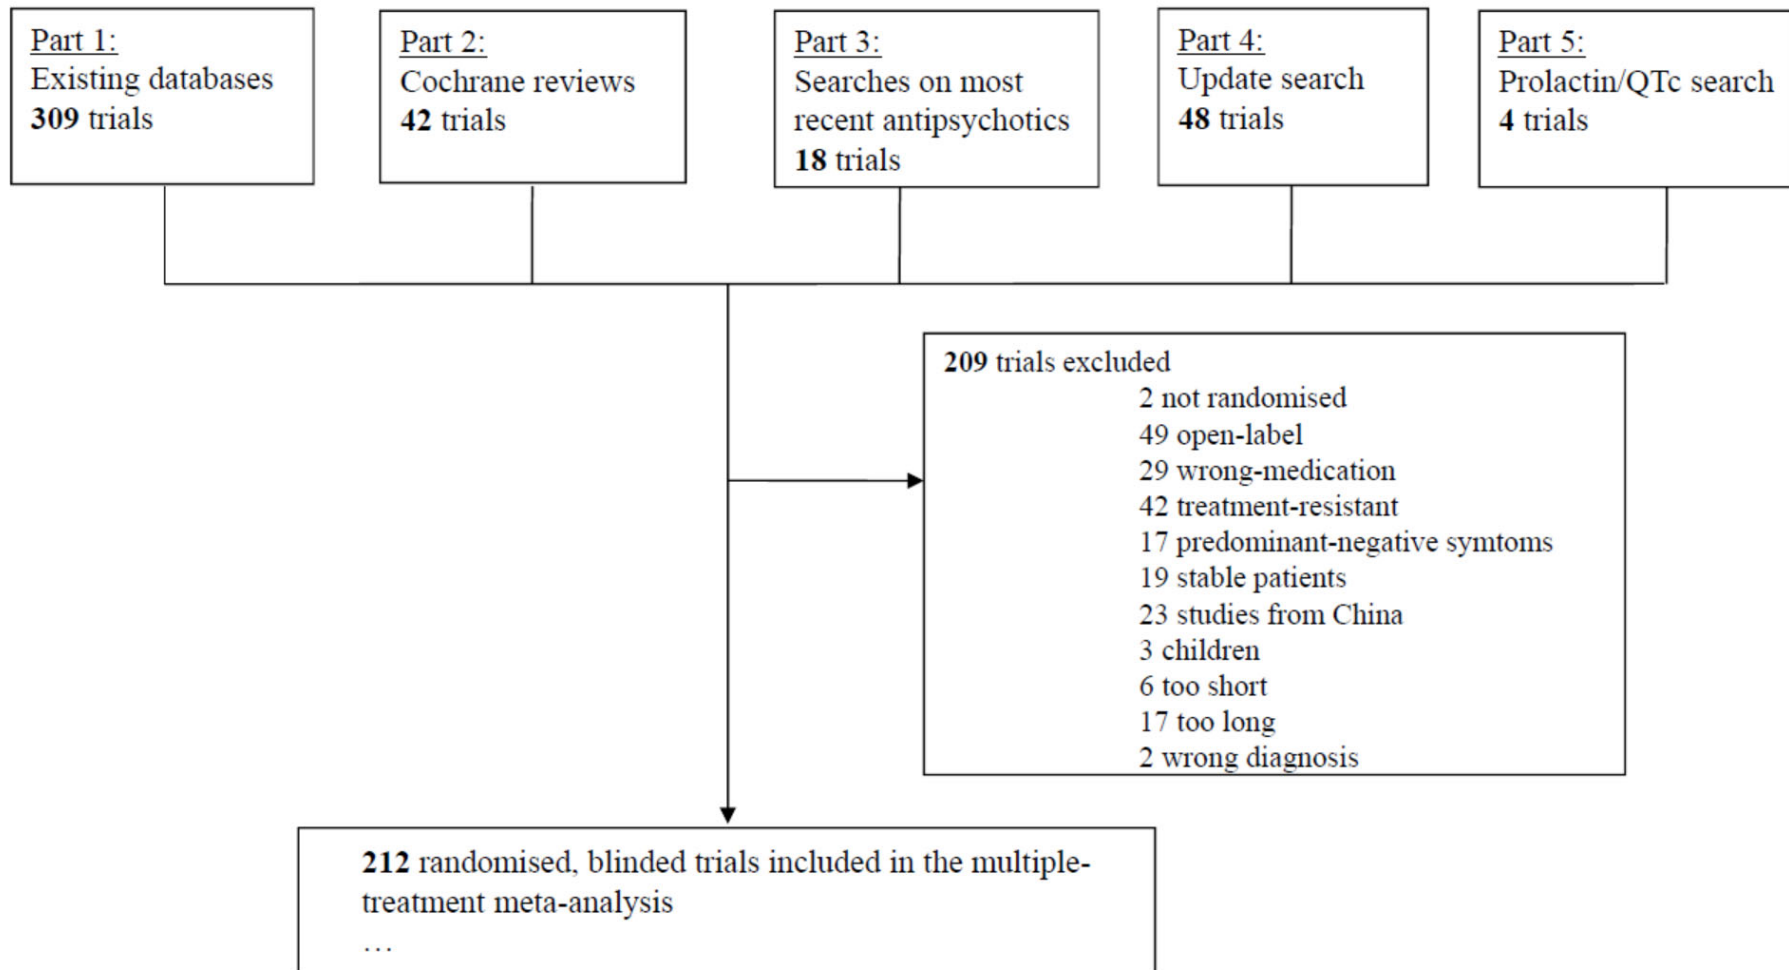 Part 1:
Existing databases
309 trials
Part 2:
Cochrane reviews
42 trials
Part 3:
Searches on most
recent antipsychotics
18 trials
Part 4:
Update search
48 trials
Part 5:
Prolactin/QTc search
4 trials
209 trials excluded
2 not randomised
49 open-label
29 wrong-medication
42 treatment-resistant
17 predominant-negative symtoms
19 stable patients
23 studies from China
3 children
6 too short
17 too long
2 wrong diagnosis
212 randomised, blinded trials included in the multiple-
treatment meta-analysis
…